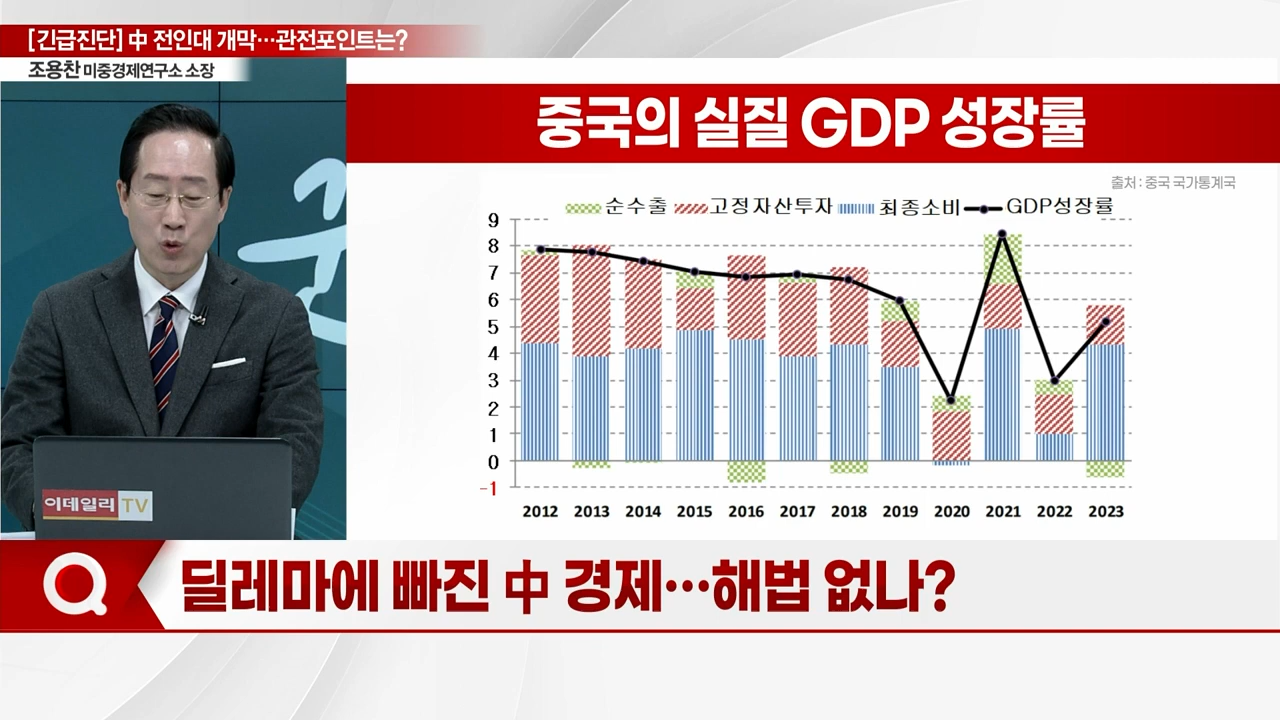 [긴급진단] 中 전인대 개막…관전포인트는?
조용찬 미중경제연구소 소장
중국의 실질 GDP 성장률
출처 : 중국 국가통계국
순수출 고정자산투자 최종소비 GDP성장률
9
8
7
6
5
4
3
2
1
0
-1
2012 2013 2014 2015 2016 2017 2018 2019 2020 2021 2022 2023
이데일리 TV
Q 딜레마에 빠진 中 경제…해법 없나?